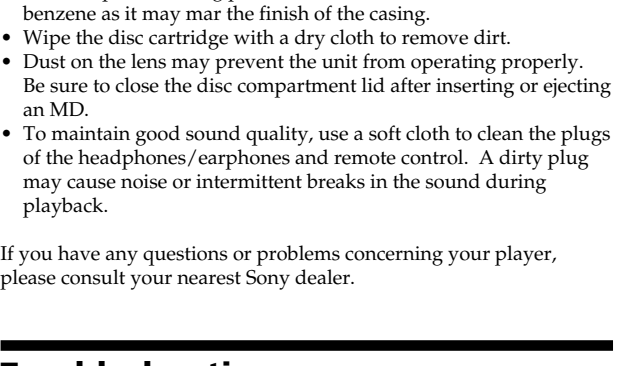 benzene as it may mar the finish of the casing.
• Wipe the disc cartridge with a dry cloth to remove dirt.
• Dust on the lens may prevent the unit from operating properly.
Be sure to close the disc compartment lid after inserting or ejecting
an MD.
• To maintain good sound quality, use a soft cloth to clean the plugs
of the headphones/earphones and remote control.  A dirty plug
may cause noise or intermittent breaks in the sound during
playback.
If you have any questions or problems concerning your player,
please consult your nearest Sony dealer.